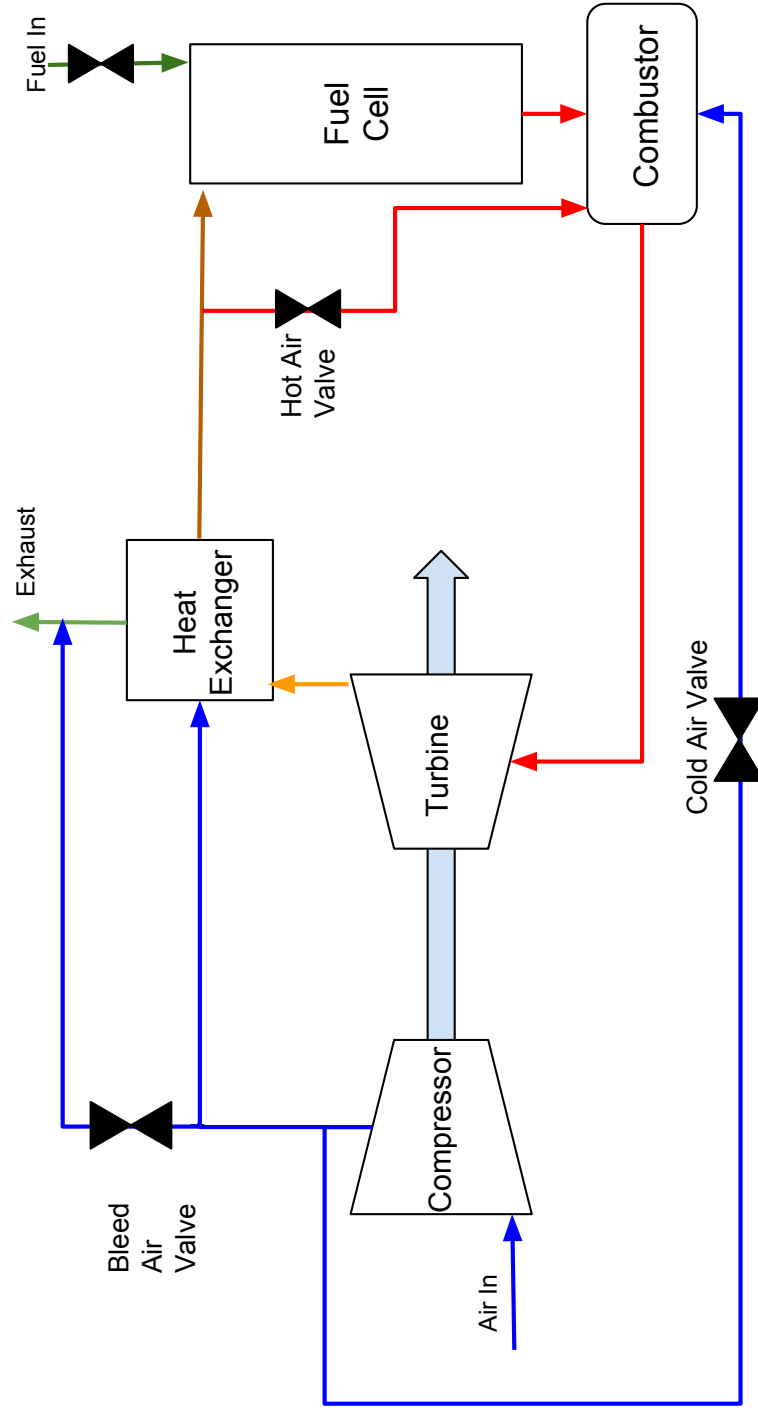 Fuel In
Fuel
Cell
Combustor
Hot Air
Valve
Exhaust
Heat
Exchanger
Turbine
Cold Air Valve
Bleed
Air
Valve
Compressor
Air In